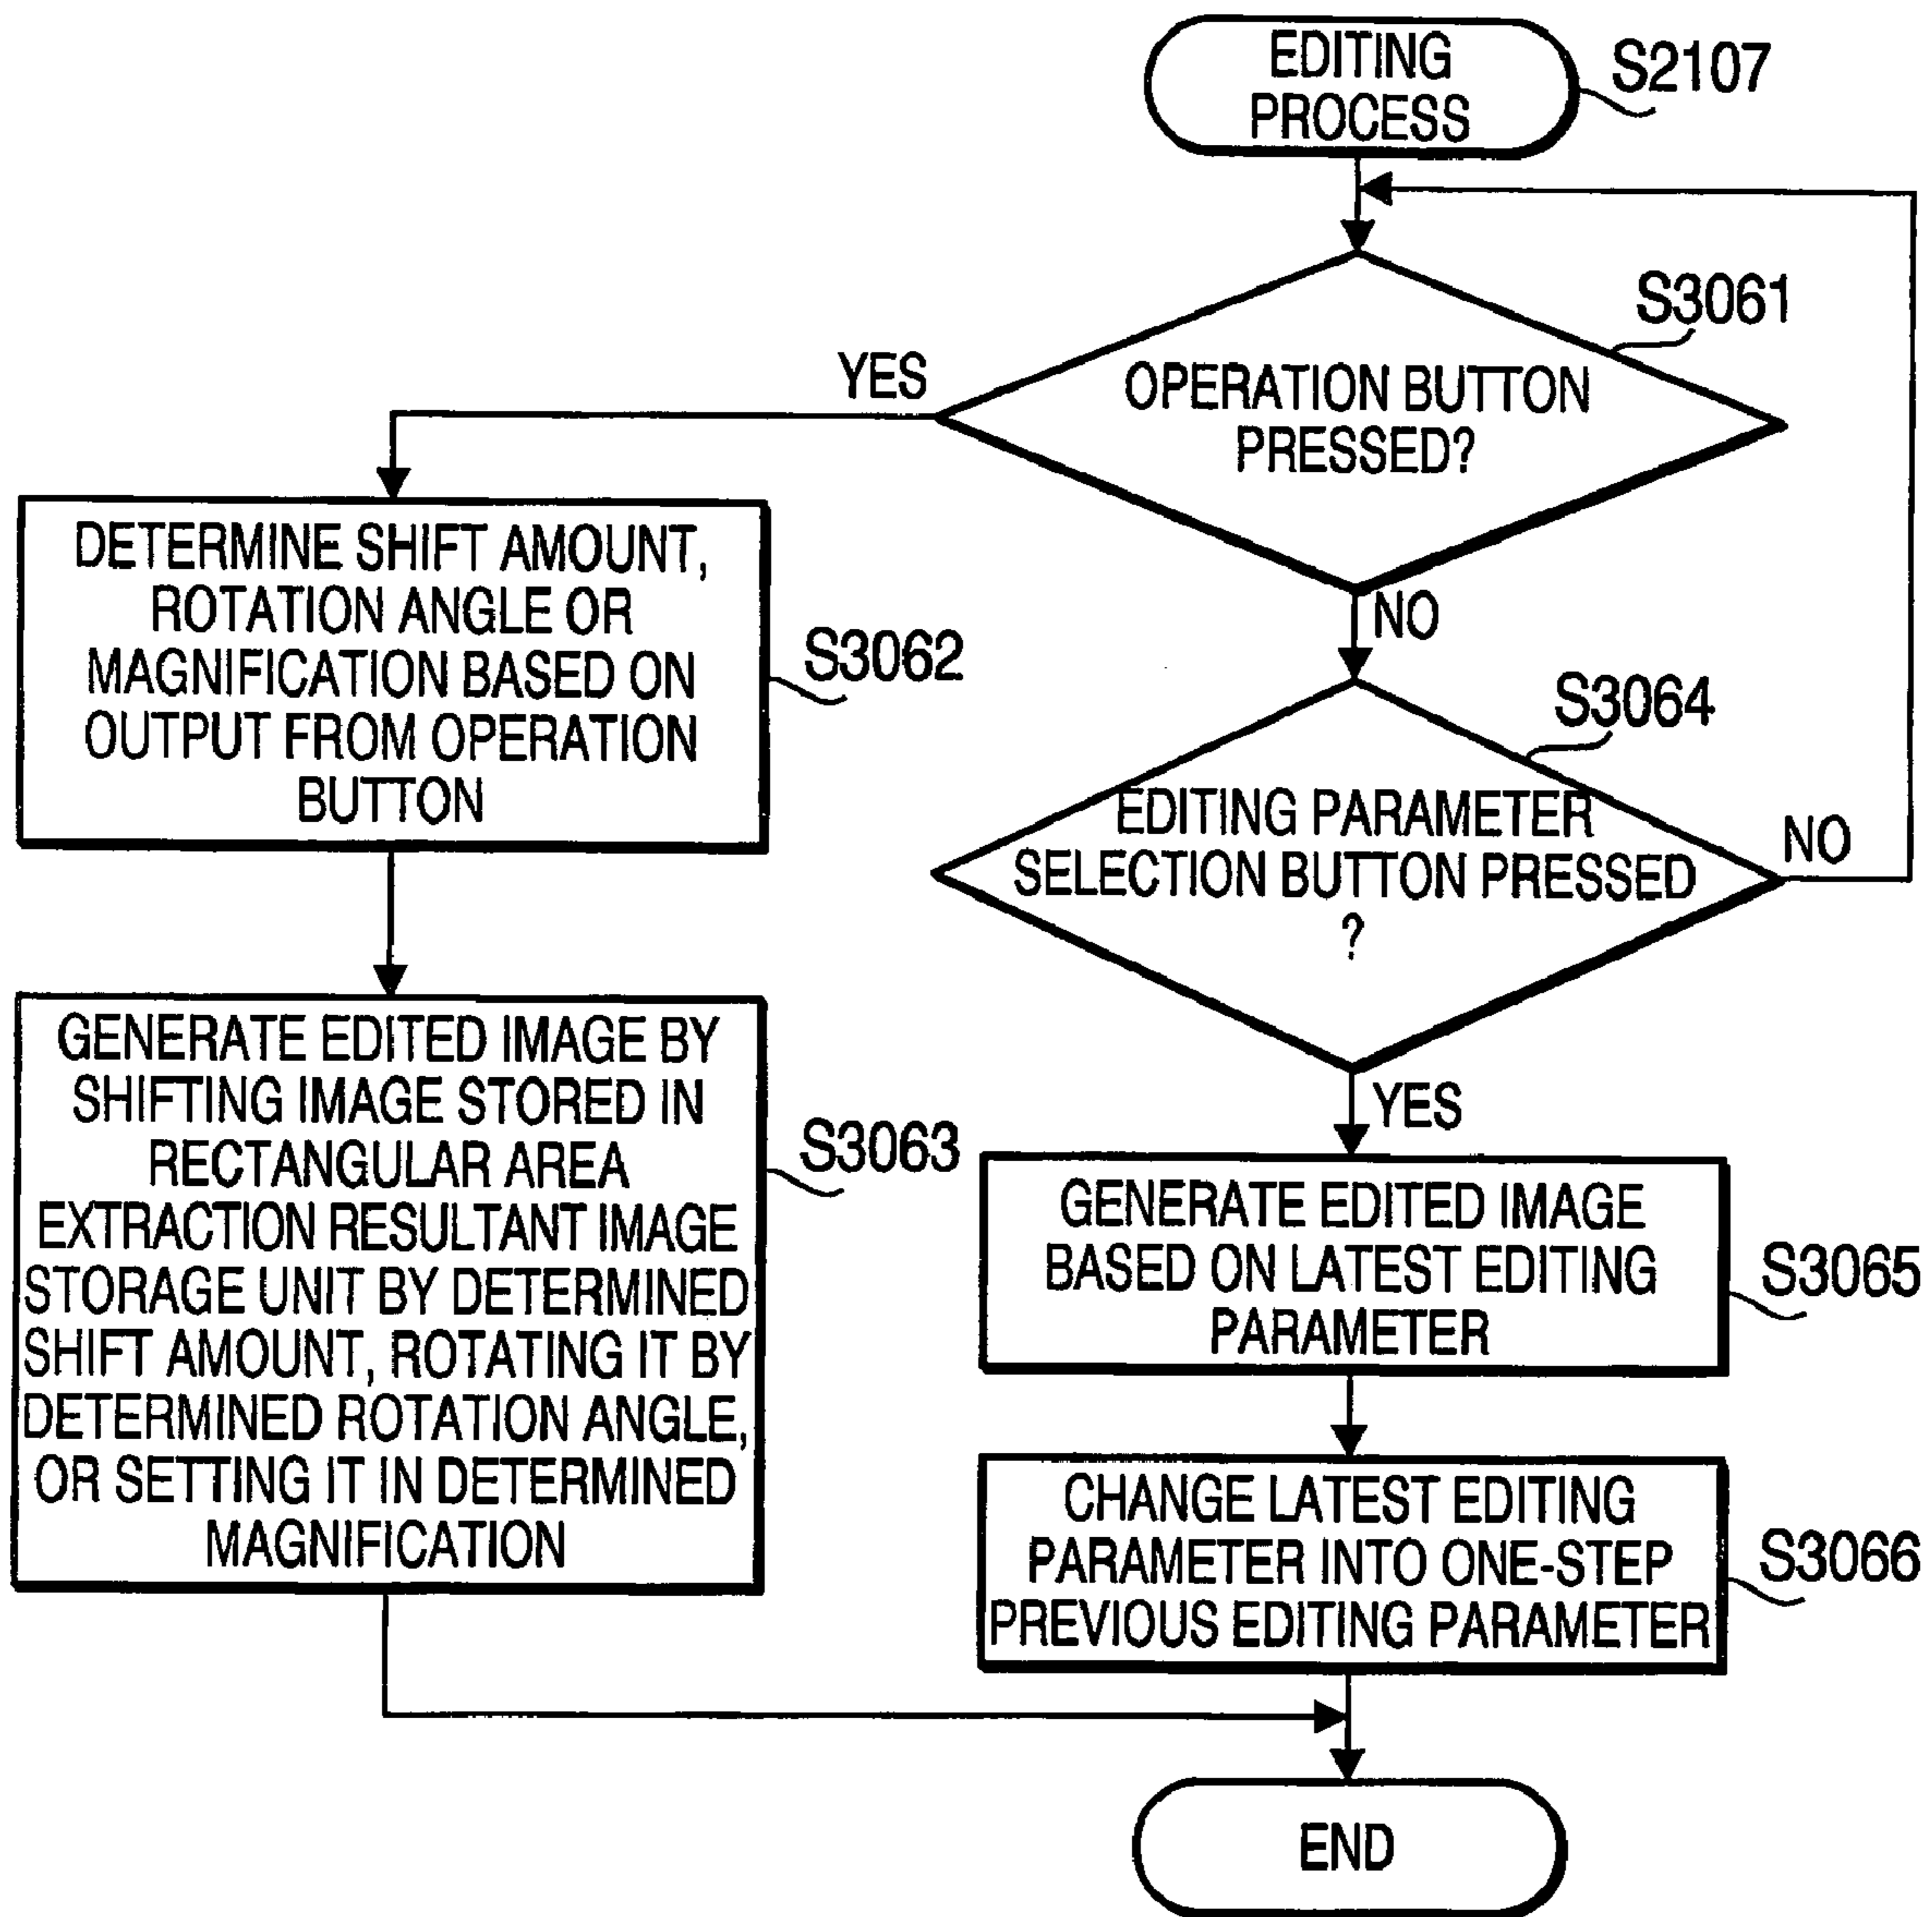 EDITING
PROCESS
S2107
S3061
YES
OPERATION BUTTON
PRESSED?
NO
DETERMINE SHIFT AMOUNT,
ROTATION ANGLE OR
MAGNIFICATION BASED ON
OUTPUT FROM OPERATION
BUTTON
S3062
S3064
EDITING PARAMETER
SELECTION BUTTON PRESSED
?
NO
YES
GENERATE EDITED IMAGE BY
SHIFTING IMAGE STORED IN
RECTANGULAR AREA
EXTRACTION RESULTANT IMAGE
STORAGE UNIT BY DETERMINED
SHIFT AMOUNT, ROTATING IT BY
DETERMINED ROTATION ANGLE,
OR SETTING IT IN DETERMINED
MAGNIFICATION
S3063
GENERATE EDITED IMAGE
BASED ON LATEST EDITING
PARAMETER
S3065
CHANGE LATEST EDITING
PARAMETER INTO ONE-STEP
PREVIOUS EDITING PARAMETER
S3066
END